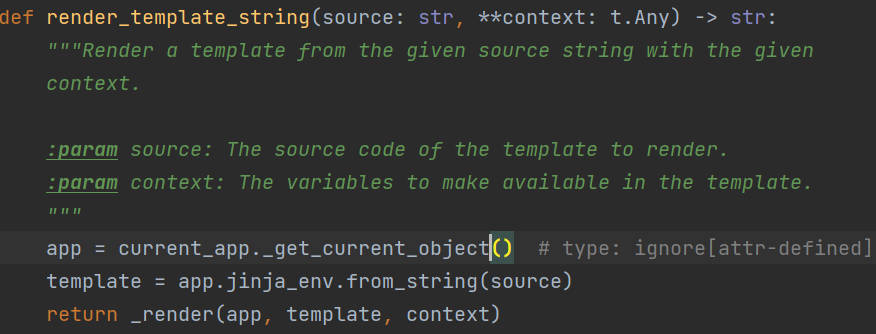 def render_template_string(source: str, **context: t.Any) -> str:
    """Render a template from the given source string with the given
    context.

    :param source: The source code of the template to render.
    :param context: The variables to make available in the template.
    """
    app = current_app._get_current_object()  # type: ignore[attr-defined]
    template = app.jinja_env.from_string(source)
    return _render(app, template, context)